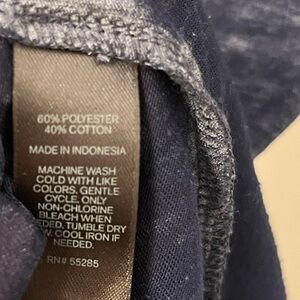 60% POLYESTER
40% COTTON
MADE IN INDONESIA
MACHINE WASH
COLD WITH LIKE
COLORS. GENTLE
CYCLE. ONLY
NON-CHLORINE
BLEACH WHEN
DED. TUMBLE DRY
W. COOL IRON IF
NEEDED.
RN# 55285